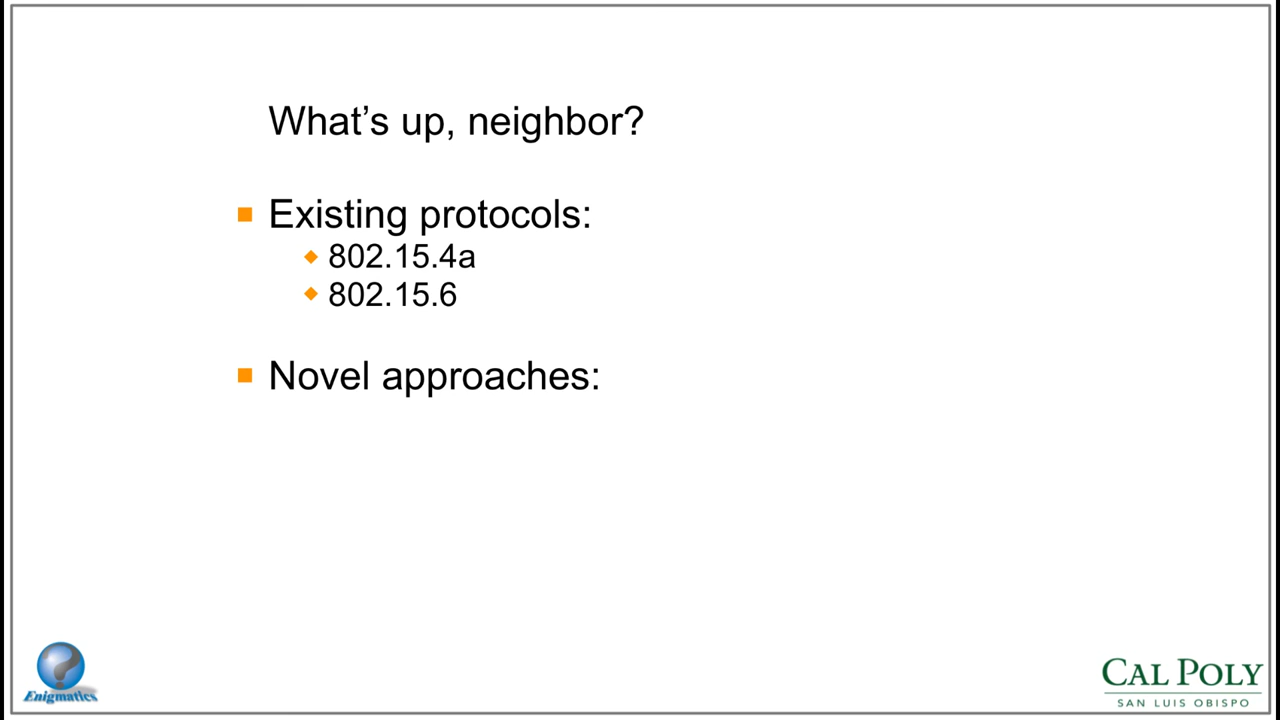 What’s up, neighbor?
Existing protocols:
802.15.4a
802.15.6
Novel approaches:
Enigmatics
CAL POLY
SAN LUIS OBISPO